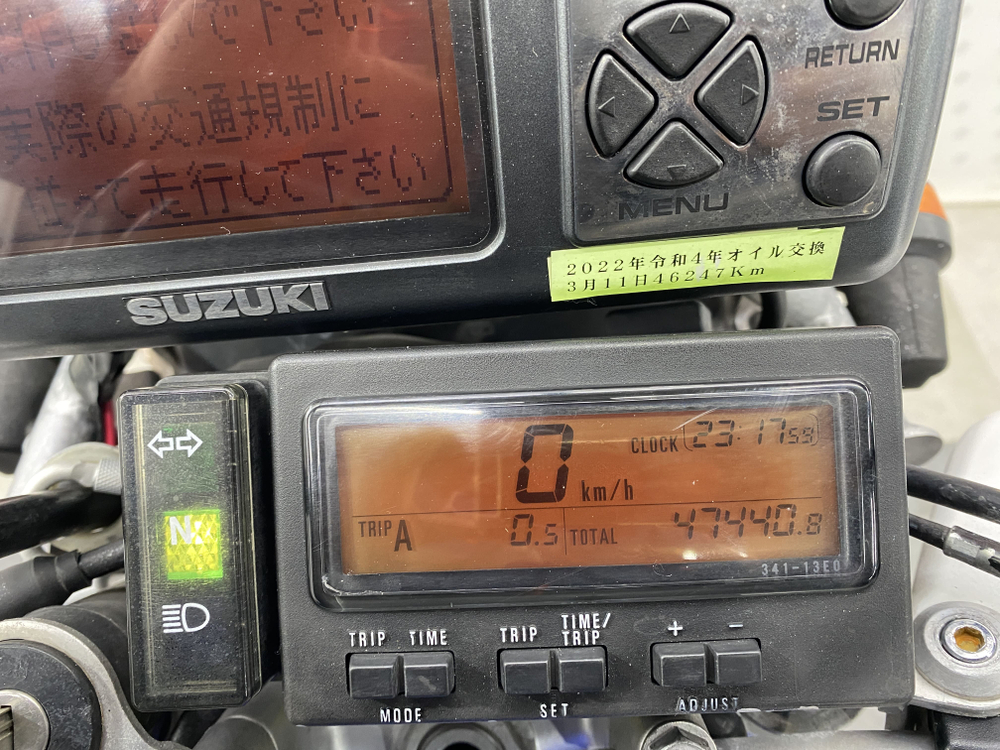 実際の交通規制に
走行して下さい
RETURN
SET
MENU
2022年令和4年オイル交換
3月11日46247Km
SUZUKI
0 km/h
CLOCK 23:17 59
TRIP A 0.5
TOTAL 47440.8
341-13E0
N
TRIP TIME
MODE
TRIP TIME/TRIP
SET
+ -
ADJUST